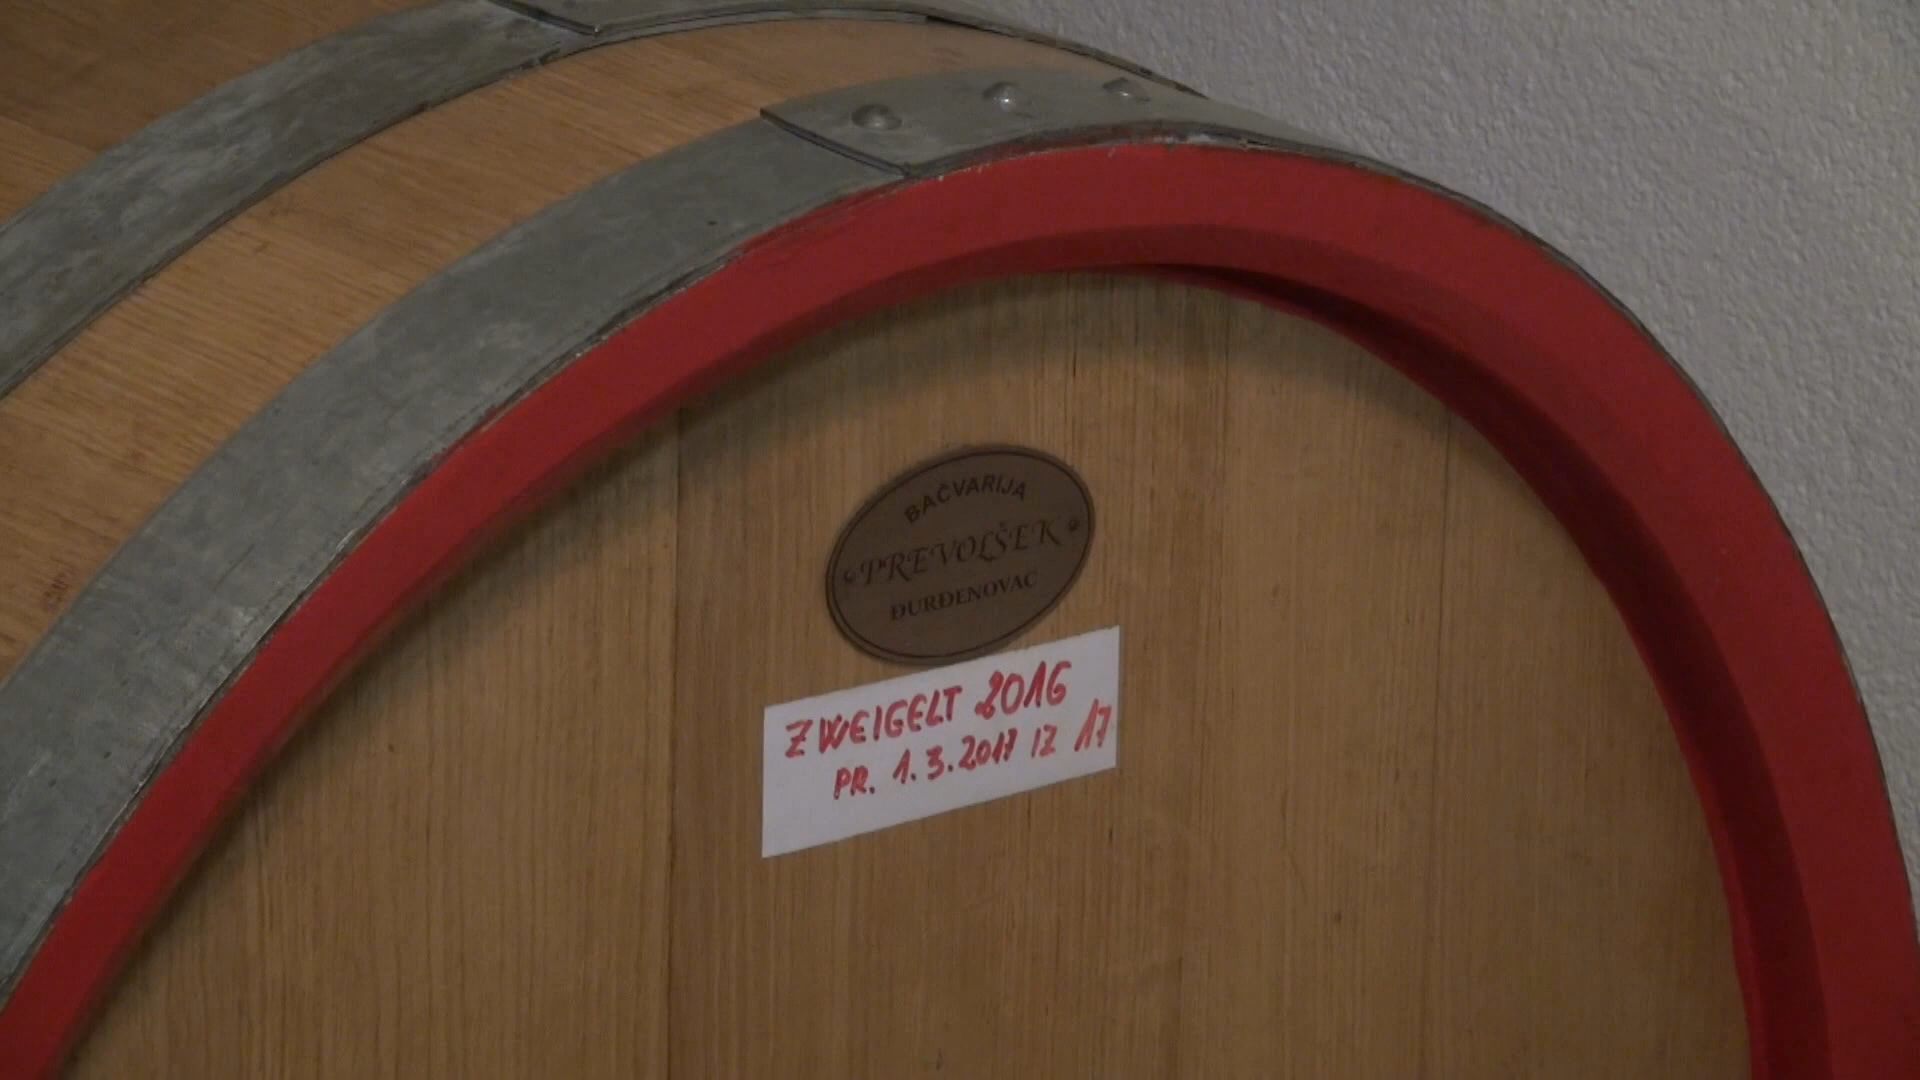 BAČVARIJA
PREVOLŠEK
ĐURĐENOVAC
ZWEIGELT 2016
PR. 1.3.2017 IZ 17